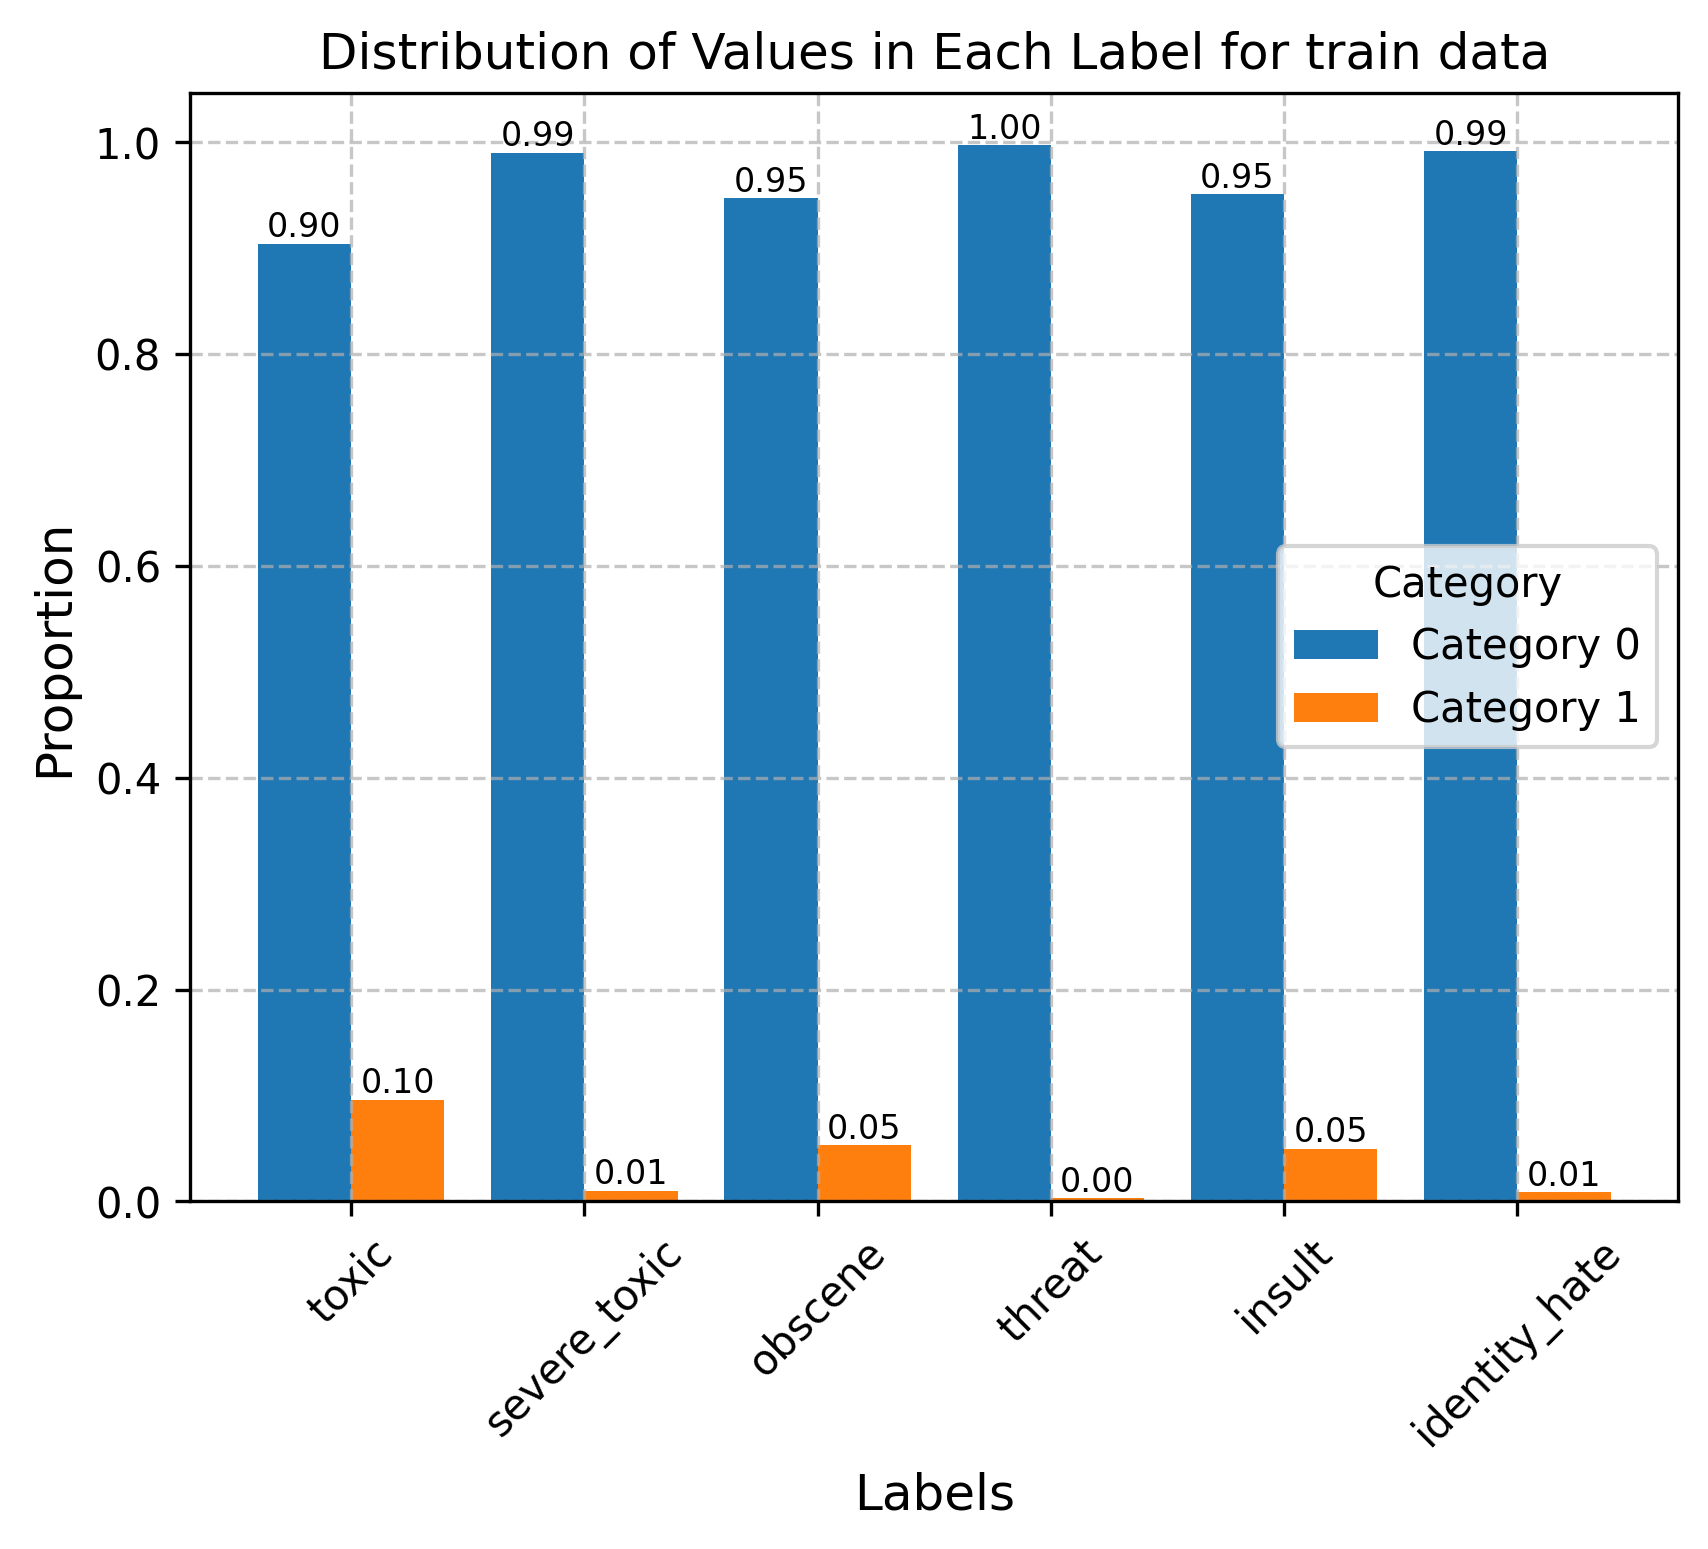 Distribution of Values in Each Label for train data
Proportion
1.0
0.8
0.6
0.4
0.2
0.0
0.90
0.99
0.95
1.00
0.95
0.99
0.10
0.01
0.05
0.00
0.05
0.01
Category
Category 0
Category 1
toxic
severe_toxic
obscene
threat
insult
identity_hate
Labels